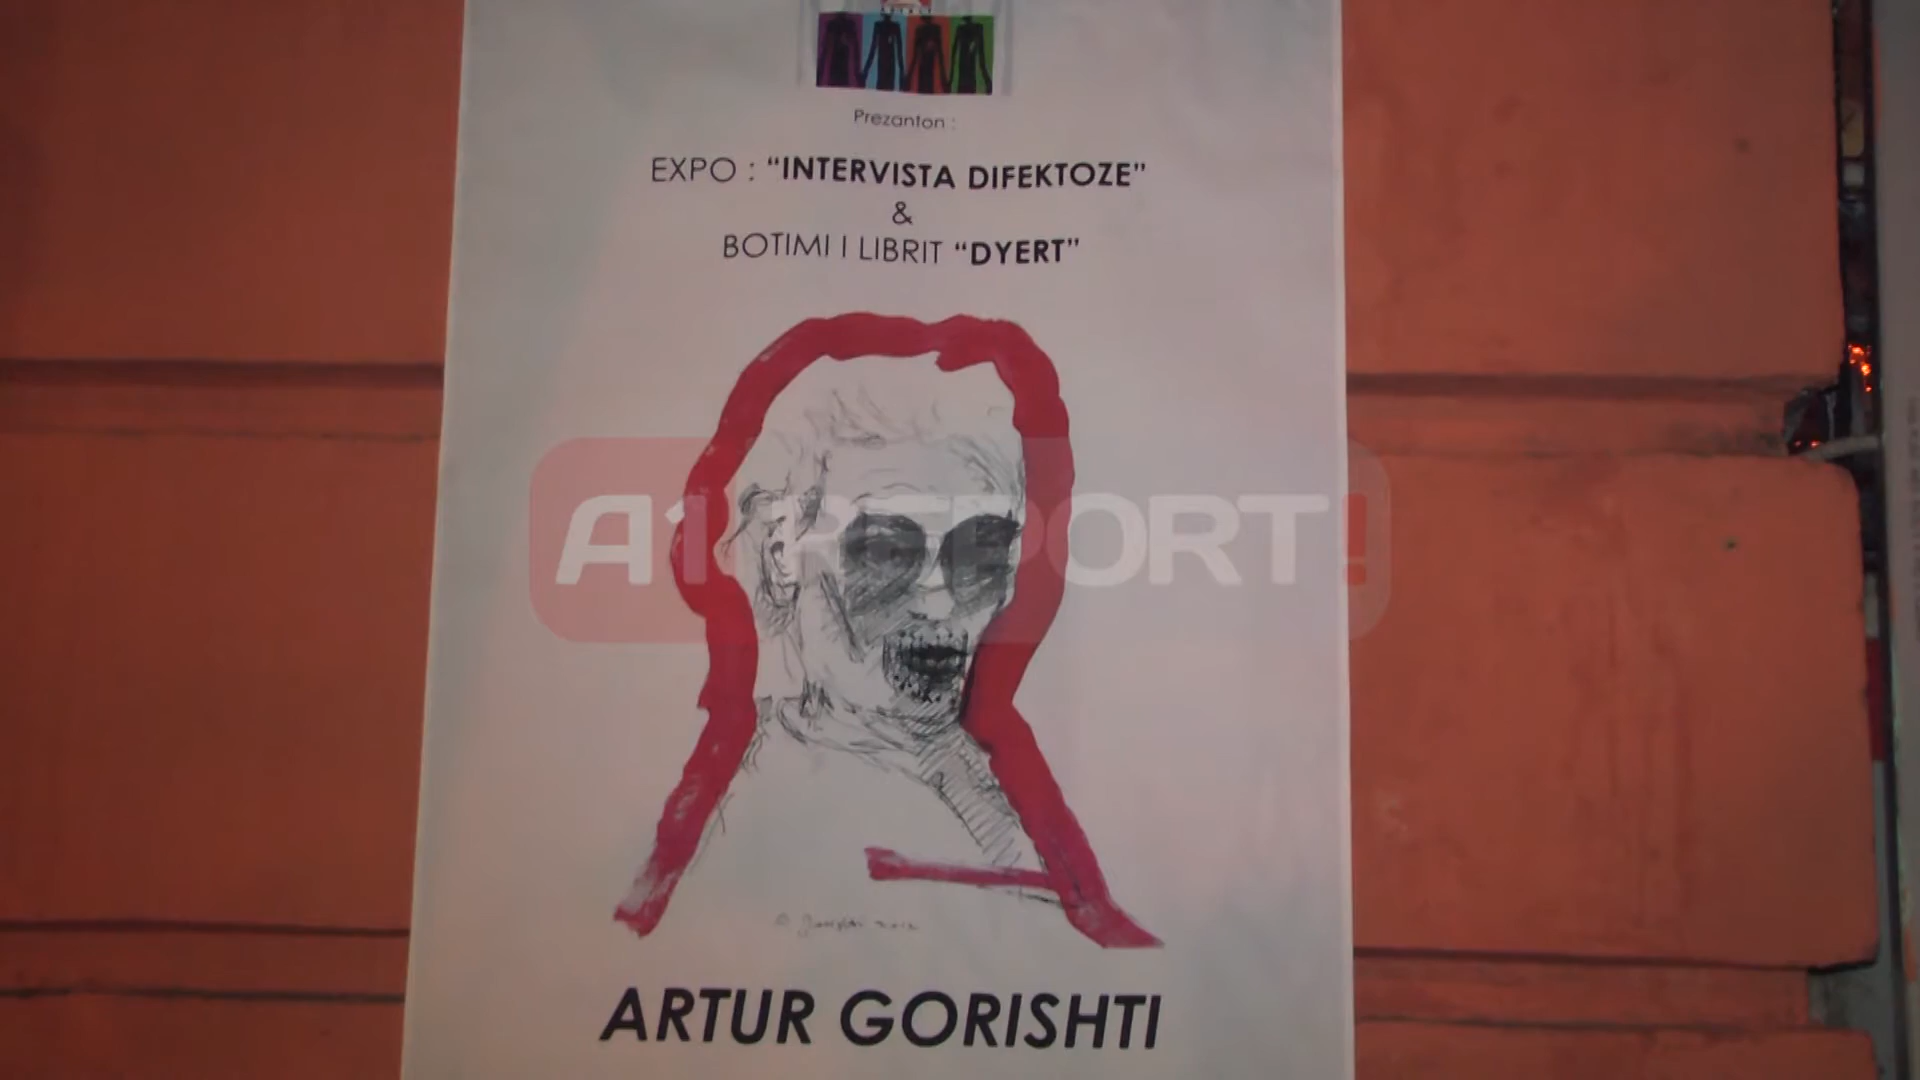 Prezanton :
EXPO : “INTERVISTA DIFEKTOZE”
&
BOTIMI I LIBRIT “DYERT”
A1 REPORT!
ARTUR GORISHTI